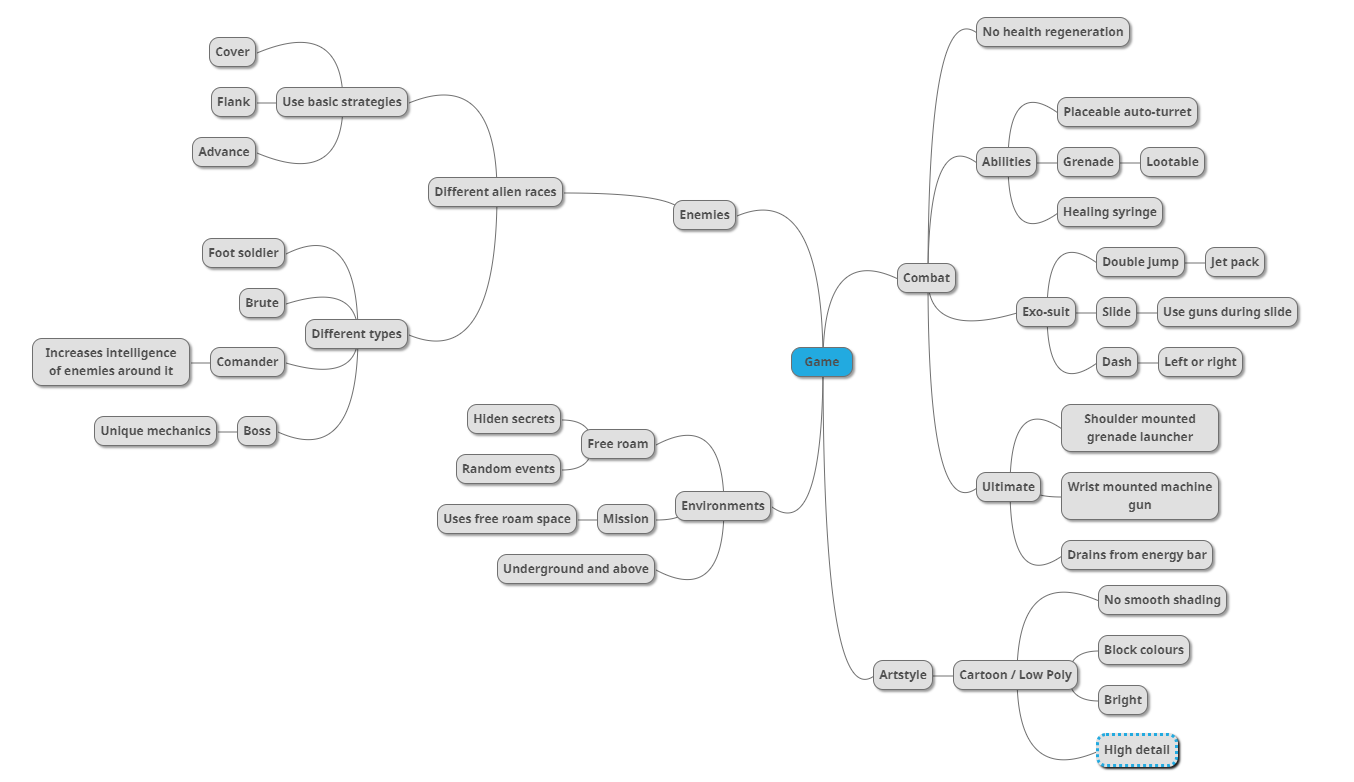 Game
Enemies
Different alien races
Use basic strategies
Cover
Flank
Advance
Different types
Foot soldier
Brute
Comander
Increases intelligence
of enemies around it
Boss
Unique mechanics
Environments
Free roam
Hiden secrets
Random events
Mission
Uses free roam space
Underground and above
Combat
No health regeneration
Abilities
Placeable auto-turret
Grenade
Lootable
Healing syringe
Exo-suit
Double jump
Jet pack
Slide
Use guns during slide
Dash
Left or right
Ultimate
Shoulder mounted
grenade launcher
Wrist mounted machine
gun
Drains from energy bar
Artstyle
Cartoon / Low Poly
No smooth shading
Block colours
Bright
High detail